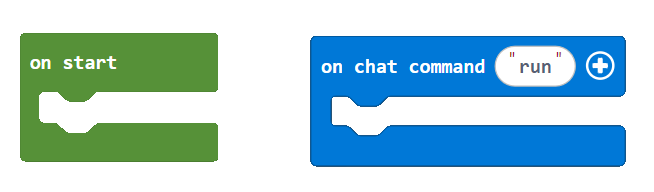 on start
on chat command "run"